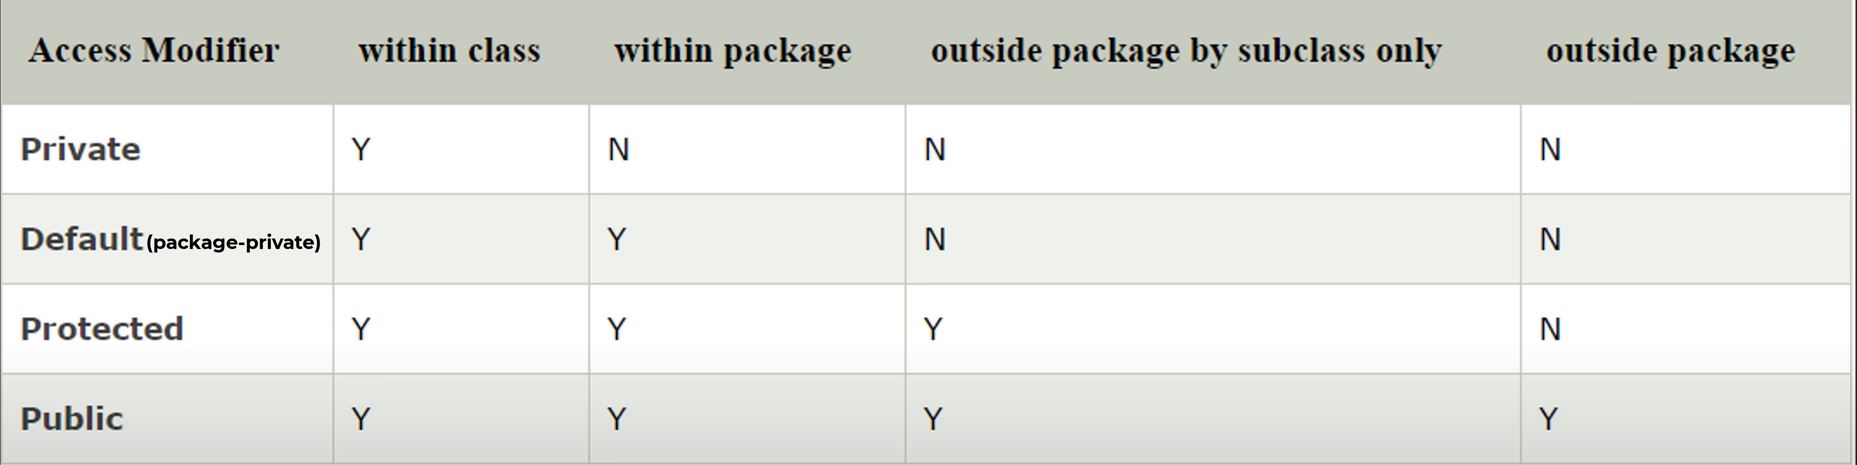 Access Modifier within class within package outside package by subclass only outside package
Private Y N N N
Default (package-private) Y Y N N
Protected Y Y Y N
Public Y Y Y Y